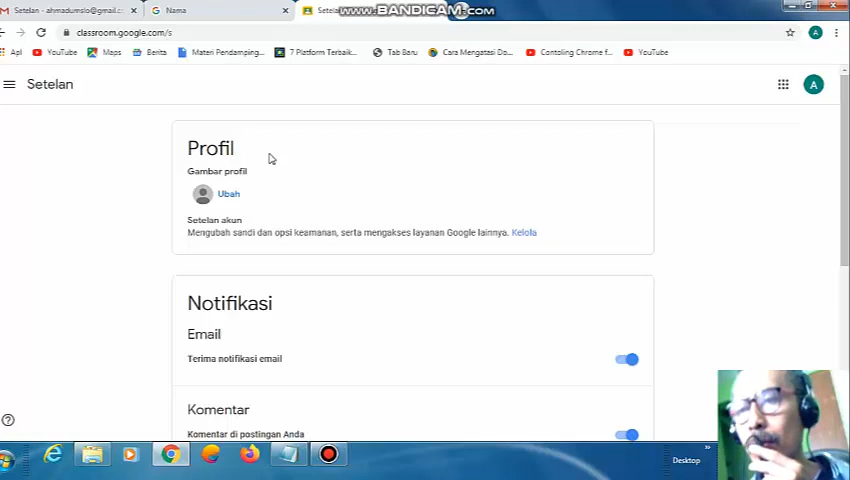 Setelan - ahmadumslo@gmail.c
Nama
Setela
www.BANDICAM.com
classroom.google.com/s
A
Apl
YouTube
Maps
Berita
Materi Pendamping...
7 Platform Terbaik...
Tab Baru
Cara Mengatasi Do...
Contoling Chrome f...
YouTube
Setelan
A
Profil
Gambar profil
Ubah
Setelan akun
Mengubah sandi dan opsi keamanan, serta mengakses layanan Google lainnya. Kelola
Notifikasi
Email
Terima notifikasi email
Komentar
Komentar di postingan Anda
Desktop